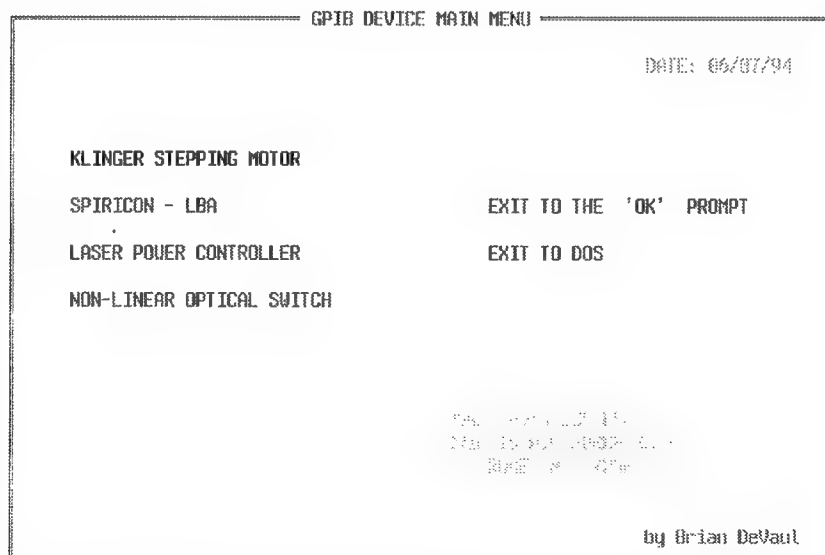 GPIB DEVICE MAIN MENU
DATE: 06/07/94
KLINGER STEPPING MOTOR
SPIRICON - LBA
EXIT TO THE 'OK' PROMPT
LASER POWER CONTROLLER
EXIT TO DOS
NON-LINEAR OPTICAL SWITCH
by Brian DeVaul